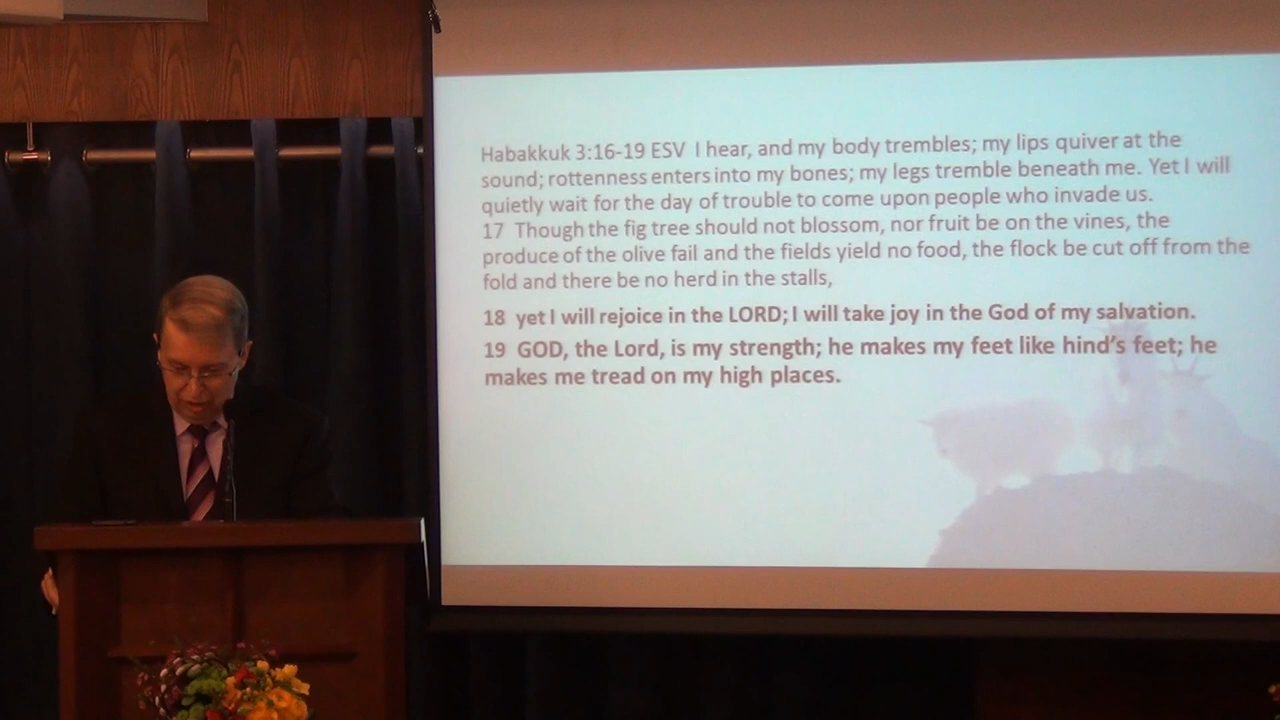 Habakkuk 3:16-19 ESV I hear, and my body trembles; my lips quiver at the
sound; rottenness enters into my bones; my legs tremble beneath me. Yet I will
quietly wait for the day of trouble to come upon people who invade us.
17 Though the fig tree should not blossom, nor fruit be on the vines, the
produce of the olive fail and the fields yield no food, the flock be cut off from the
fold and there be no herd in the stalls,
18 yet I will rejoice in the LORD; I will take joy in the God of my salvation.
19 GOD, the Lord, is my strength; he makes my feet like hind’s feet; he
makes me tread on my high places.